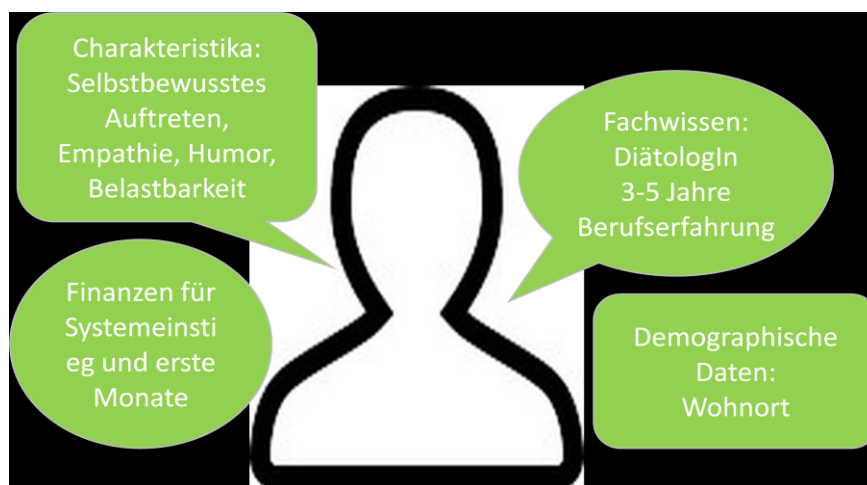 Charakteristika:
Selbstbewusstes
Auftreten,
Empathie, Humor,
Belastbarkeit
Fachwissen:
DiätologIn
3-5 Jahre
Berufserfahrung
Finanzen für
Systemeinsti
eg und erste
Monate
Demographische
Daten:
Wohnort